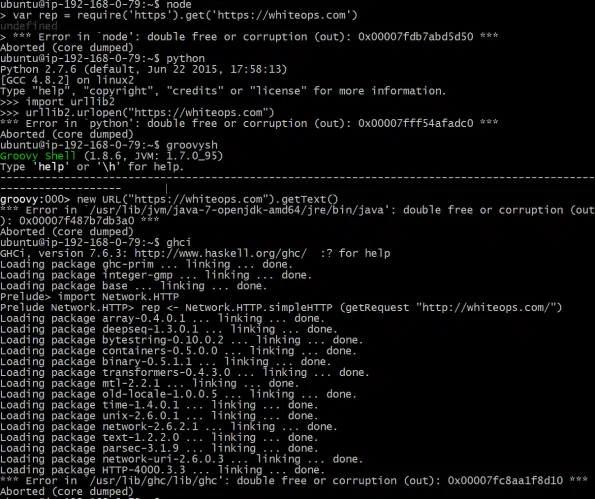 ubuntu@ip-192-168-0-79:~$ node
> var rep = require('https').get('https://whiteops.com')
undefined
> *** Error in `node': double free or corruption (out): 0x00007fdb7abd5d50 ***
Aborted (core dumped)
ubuntu@ip-192-168-0-79:~$ python
Python 2.7.6 (default, Jun 22 2015, 17:58:13)
[GCC 4.8.2] on linux2
Type "help", "copyright", "credits" or "license" for more information.
>>> import urllib2
>>> urllib2.urlopen("https://whiteops.com")
*** Error in `python': double free or corruption (out): 0x00007fff54afadc0 ***
Aborted (core dumped)
ubuntu@ip-192-168-0-79:~$ groovysh
Groovy Shell (1.8.6, JVM: 1.7.0_95)
Type 'help' or '\h' for help.
groovy:000> new URL("https://whiteops.com").getText()
*** Error in `/usr/lib/jvm/java-7-openjdk-amd64/jre/bin/java': double free or corruption (out
): 0x00007f487b7db3a0 ***
Aborted (core dumped)
ubuntu@ip-192-168-0-79:~$ ghci
GHCi, version 7.6.3: http://www.haskell.org/ghc/  :? for help
Loading package ghc-prim ... linking ... done.
Loading package integer-gmp ... linking ... done.
Loading package base ... linking ... done.
Prelude> import Network.HTTP
Prelude Network.HTTP> rep <- Network.HTTP.simpleHTTP (getRequest "http://whiteops.com/")
Loading package array-0.4.0.1 ... linking ... done.
Loading package deepseq-1.3.0.1 ... linking ... done.
Loading package bytestring-0.10.0.2 ... linking ... done.
Loading package containers-0.5.0.0 ... linking ... done.
Loading package binary-0.5.1.1 ... linking ... done.
Loading package transformers-0.4.3.0 ... linking ... done.
Loading package mtl-2.2.1 ... linking ... done.
Loading package old-locale-1.0.0.5 ... linking ... done.
Loading package time-1.4.0.1 ... linking ... done.
Loading package unix-2.6.0.1 ... linking ... done.
Loading package network-2.6.2.1 ... linking ... done.
Loading package text-1.2.2.0 ... linking ... done.
Loading package parsec-3.1.9 ... linking ... done.
Loading package network-uri-2.6.0.3 ... linking ... done.
Loading package HTTP-4000.3.3 ... linking ... done.
*** Error in `/usr/lib/ghc/lib/ghc': double free or corruption (out): 0x00007fc8aa1f8d10 ***
Aborted (core dumped)